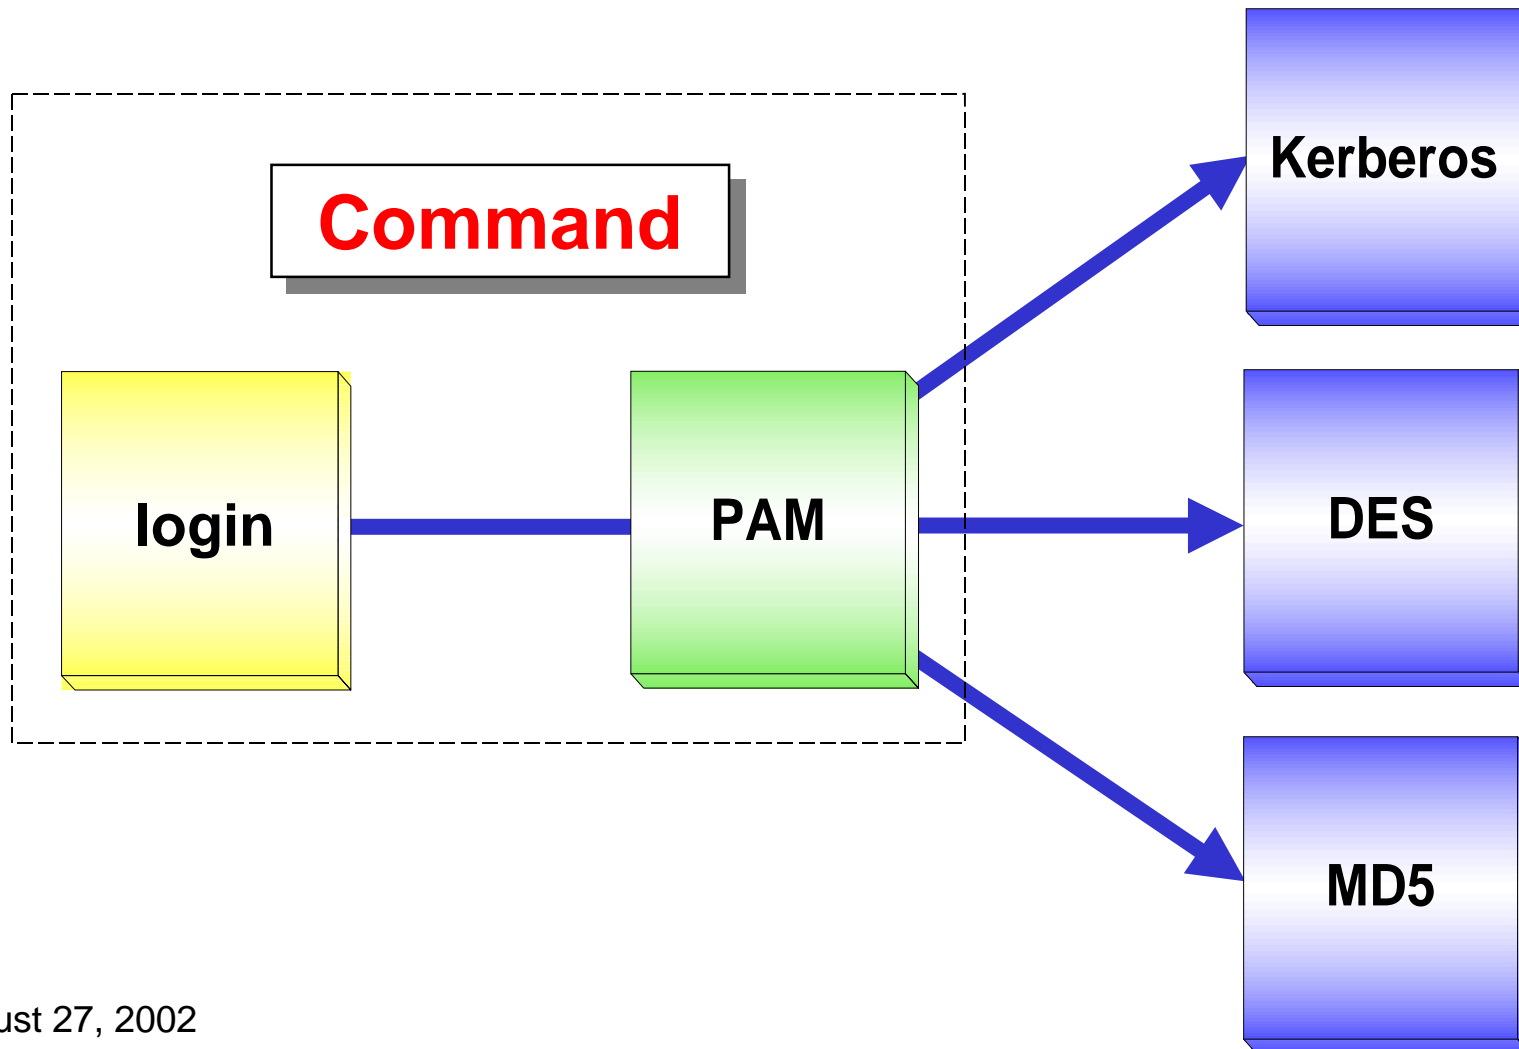 Command
login
PAM
Kerberos
DES
MD5
ust 27, 2002